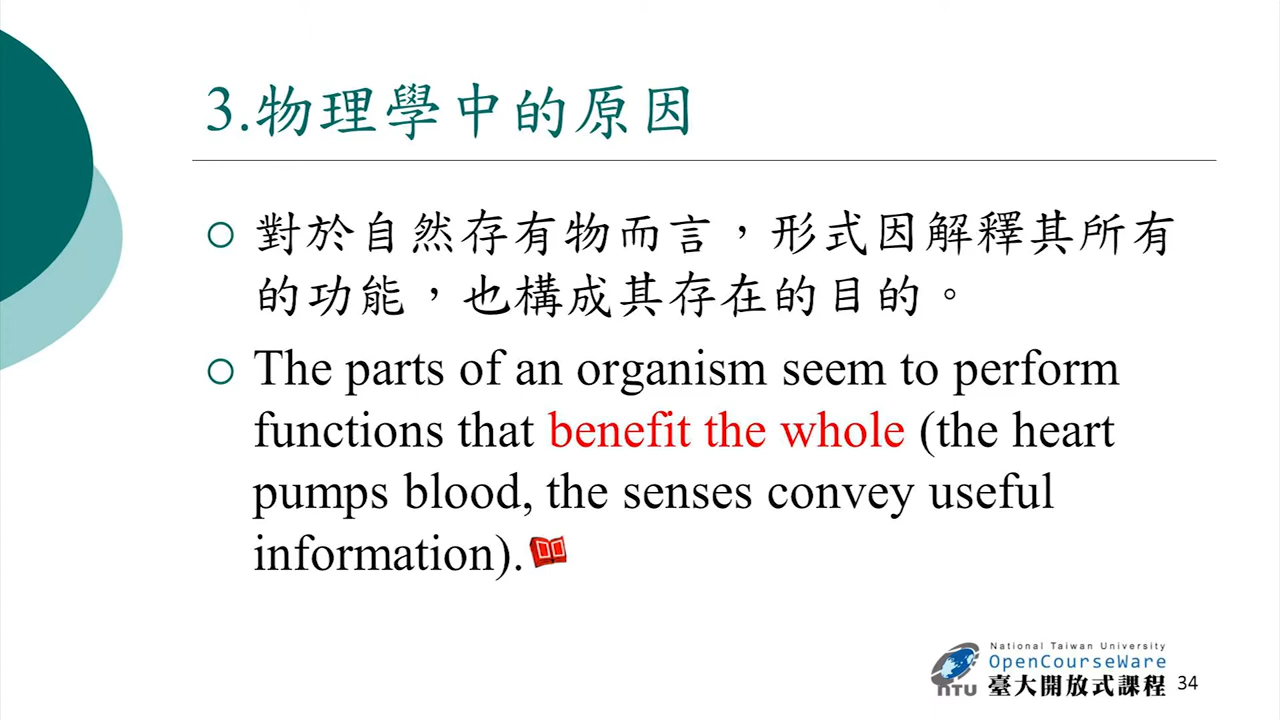 3.物理學中的原因
對於自然存有物而言，形式因解釋其所有
的功能，也構成其存在的目的。
The parts of an organism seem to perform
functions that benefit the whole (the heart
pumps blood, the senses convey useful
information).
National Taiwan University
OpenCourseWare
NTU 臺大開放式課程 34